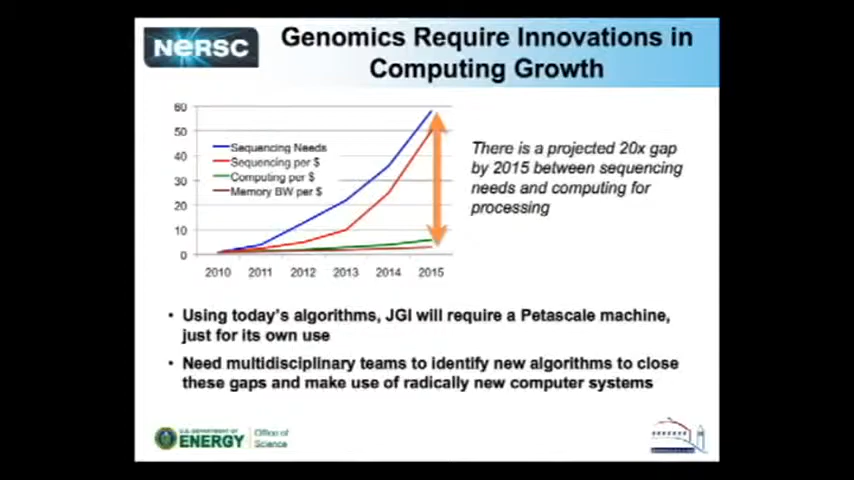 NERSC
Genomics Require Innovations in
Computing Growth
60
50
40
30
20
10
0
Sequencing Needs
Sequencing per $
Computing per $
Memory BW per $
2010 2011 2012 2013 2014 2015
There is a projected 20x gap
by 2015 between sequencing
needs and computing for
processing
• Using today's algorithms, JGI will require a Petascale machine,
just for its own use
• Need multidisciplinary teams to identify new algorithms to close
these gaps and make use of radically new computer systems
U.S. DEPARTMENT OF
ENERGY
Office of
Science